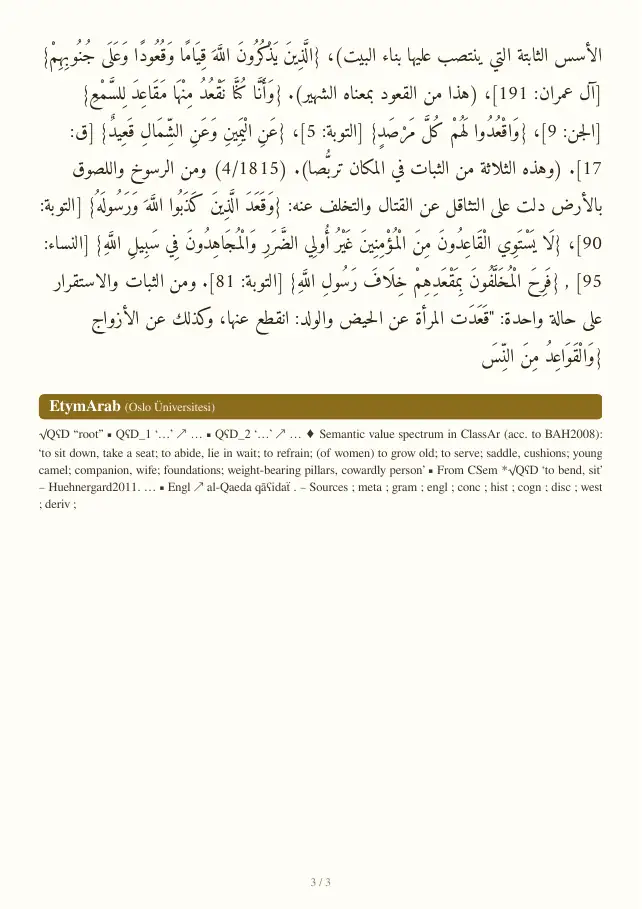 الأسس الثابتة التي ينتصب عليها بناء البيت)، {الَّذِينَ يَذْكُرُونَ اللَّهَ قِيَامًا وَقُعُودًا وَعَلَى جُنُوبِهِمْ}
[آل عمران: 191]، (هذا من القعود بمعناه الشهير). {وَأَنَّا كُنَّا نَقْعُدُ مِنْهَا مَقَاعِدَ لِلسَّمْعِ}
[الجن: 9]، {وَاقْعُدُوا لَهُمْ كُلَّ مَرْصَدٍ} [التوبة: 5]، {عَنِ الْيَمِينِ وَعَنِ الشِّمَالِ قَعِيدٌ} [ق:
17]. (وهذه الثلاثة من الثبات في المكان تربُّصا). (4/1815) ومن الرسوخ واللصوق
بالأرض دلت على التثاقل عن القتال والتخلف عنه: {وَقَعَدَ الَّذِينَ كَذَبُوا اللَّهَ وَرَسُولَهُ} [التوبة:
90]، {لَا يَسْتَوِي الْقَاعِدُونَ مِنَ الْمُؤْمِنِينَ غَيْرُ أُولِي الضَّرَرِ وَالْمُجَاهِدُونَ فِي سَبِيلِ اللَّهِ} [النساء:
95] , {فَرِحَ الْمُخَلَّفُونَ بِمَقْعَدِهِمْ خِلَافَ رَسُولِ اللَّهِ} [التوبة: 81]. ومن الثبات والاستقرار
على حالة واحدة: "قَعَدَت المرأة عن الحيض والولد: انقطع عنها، وكذلك عن الأزواج
{وَالْقَوَاعِدُ مِنَ النِّسَ
EtymArab (Oslo Üniversitesi)
√QʕD “root” ▪ QʕD_1 ‘…’ ↗ … ▪ QʕD_2 ‘…’ ↗ … ♦ Semantic value spectrum in ClassAr (acc. to BAH2008):
‘to sit down, take a seat; to abide, lie in wait; to refrain; (of women) to grow old; to serve; saddle, cushions; young
camel; companion, wife; foundations; weight-bearing pillars, cowardly person’ ▪ From CSem *√QʕD ‘to bend, sit’
– Huehnergard2011. … ▪ Engl ↗ al-Qaeda qāʕidaẗ . – Sources ; meta ; gram ; engl ; conc ; hist ; cogn ; disc ; west
; deriv ;
3 / 3